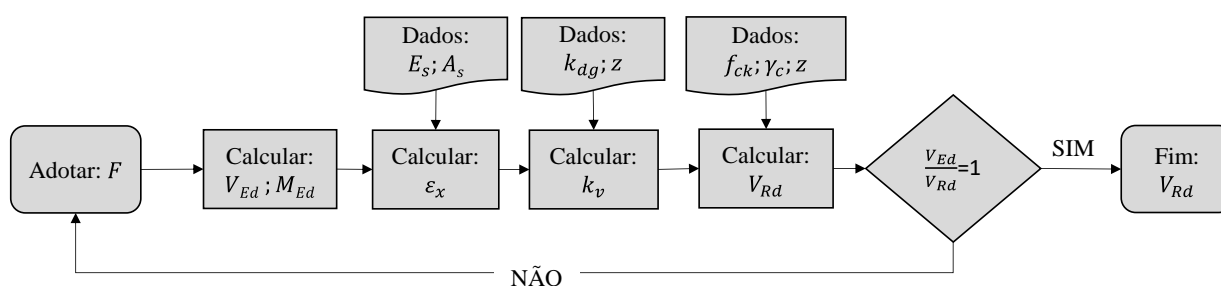 Dados:
E_s; A_s
Dados:
k_dg; z
Dados:
f_ck; γ_c; z
Adotar: F
Calcular:
V_Ed ; M_Ed
Calcular:
ε_x
Calcular:
k_v
Calcular:
V_Rd
V_Ed/V_Rd=1
SIM
Fim:
V_Rd
NÃO